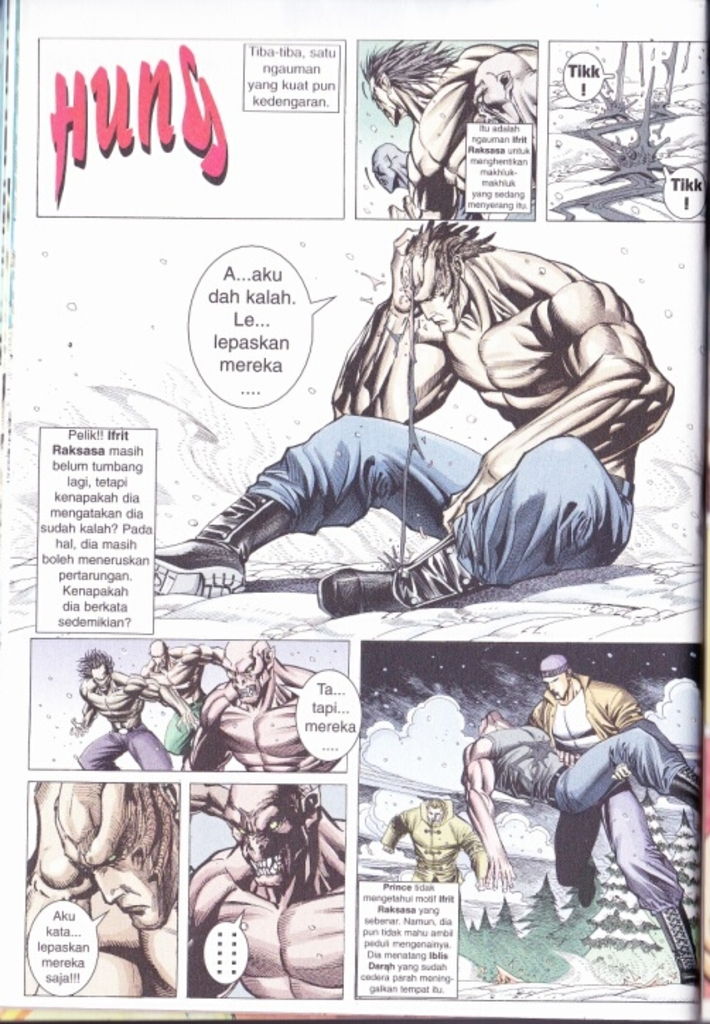 HUNG
Tiba-tiba, satu
ngauman
yang kuat pun
kedengaran.
Itu adalah
ngauman Ifrit
Raksasa untuk
menghentikan
makhluk-
makhluk
yang sedang
menyerang itu.
Tikk
!
Tikk
!
A...aku
dah kalah.
Le...
lepaskan
mereka
....
Pelik!! Ifrit
Raksasa masih
belum tumbang
lagi, tetapi
kenapakah dia
mengatakan dia
sudah kalah? Pada
hal, dia masih
boleh meneruskan
pertarungan.
Kenapakah
dia berkata
sedemikian?
Ta...
tapi...
mereka
....
Aku
kata...
lepaskan
mereka
saja!!!
Prince tidak
mengetahui motif Ifrit
Raksasa yang
sebenar. Namun, dia
pun tidak mahu ambil
peduli mengenainya.
Dia menatang Iblis
Darah yang sudah
cedera parah mening-
galkan tempat itu.